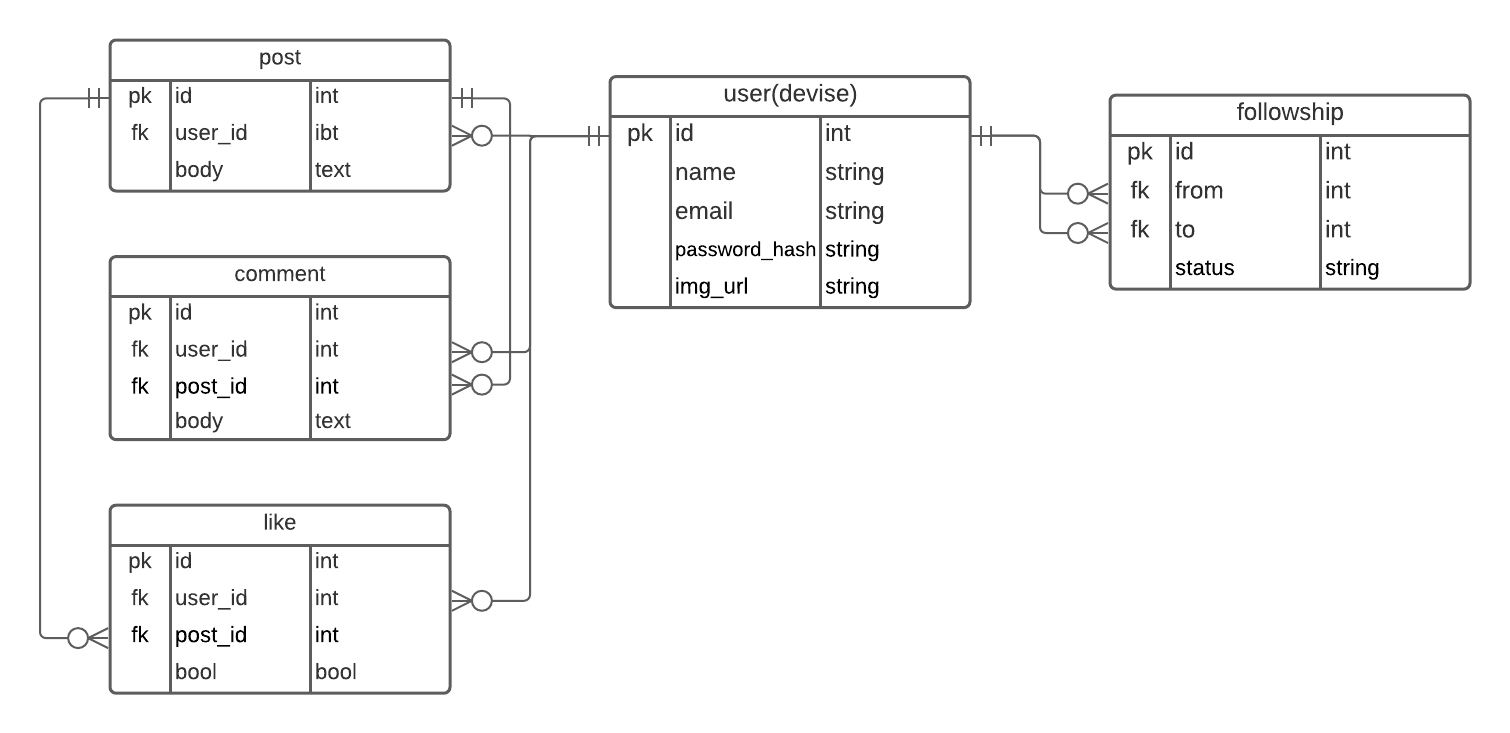 post
pk id int
fk user_id ibt
body text
comment
pk id int
fk user_id int
fk post_id int
body text
like
pk id int
fk user_id int
fk post_id int
bool bool
user(devise)
pk id int
name string
email string
password_hash string
img_url string
followship
pk id int
fk from int
fk to int
status string